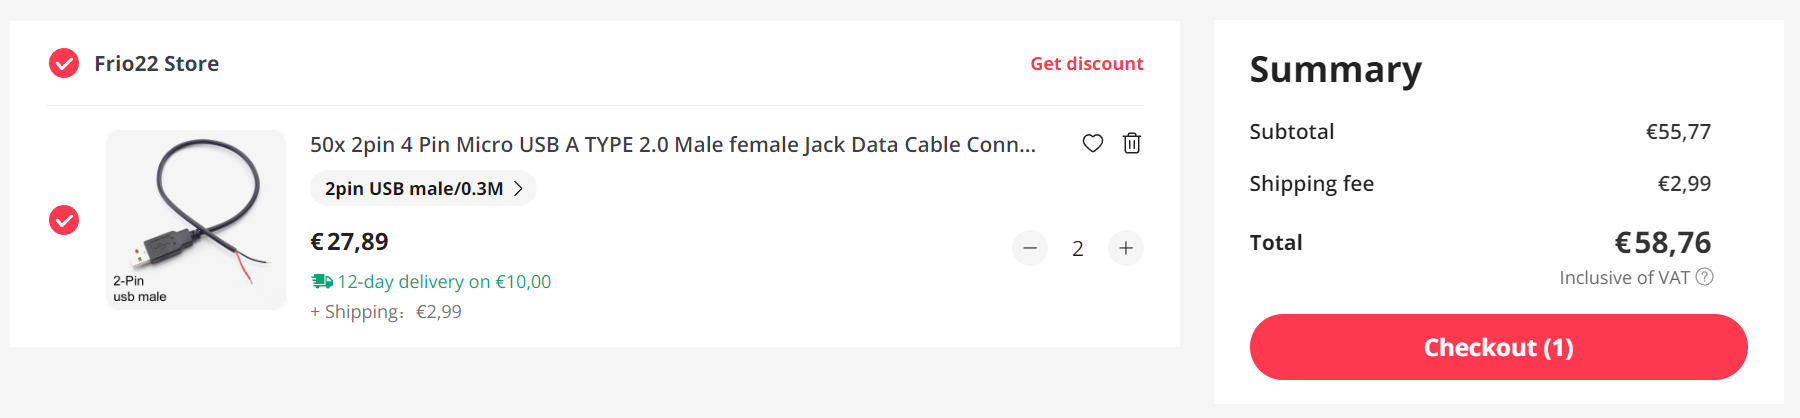 Frio22 Store
Get discount
50x 2pin 4 Pin Micro USB A TYPE 2.0 Male female Jack Data Cable Conn...
2pin USB male/0.3M
€27,89
2
12-day delivery on €10,00
+ Shipping: €2,99
2-Pin
usb male
Summary
Subtotal €55,77
Shipping fee €2,99
Total €58,76
Inclusive of VAT ?
Checkout (1)